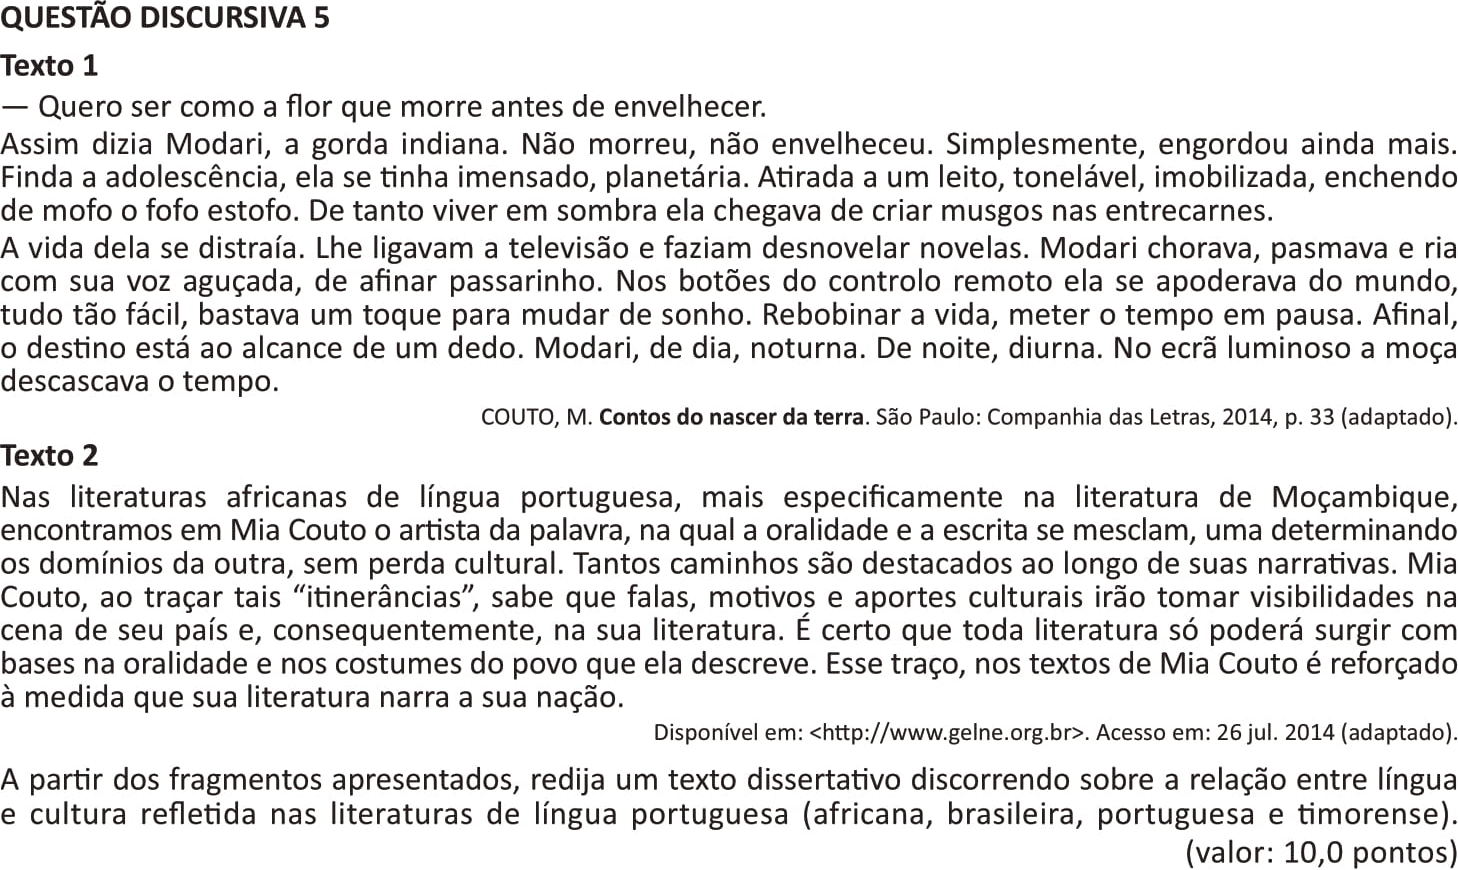 QUESTÃO DISCURSIVA 5
Texto 1
— Quero ser como a flor que morre antes de envelhecer.
Assim dizia Modari, a gorda indiana. Não morreu, não envelheceu. Simplesmente, engordou ainda mais.
Finda a adolescência, ela se tinha imensado, planetária. Atirada a um leito, tonelável, imobilizada, enchendo
de mofo o fofo estofo. De tanto viver em sombra ela chegava de criar musgos nas entrecarnes.
A vida dela se distraía. Lhe ligavam a televisão e faziam desnovelar novelas. Modari chorava, pasmava e ria
com sua voz aguçada, de afinar passarinho. Nos botões do controlo remoto ela se apoderava do mundo,
tudo tão fácil, bastava um toque para mudar de sonho. Rebobinar a vida, meter o tempo em pausa. Afinal,
o destino está ao alcance de um dedo. Modari, de dia, noturna. De noite, diurna. No ecrã luminoso a moça
descascava o tempo.
COUTO, M. Contos do nascer da terra. São Paulo: Companhia das Letras, 2014, p. 33 (adaptado).
Texto 2
Nas literaturas africanas de língua portuguesa, mais especificamente na literatura de Moçambique,
encontramos em Mia Couto o artista da palavra, na qual a oralidade e a escrita se mesclam, uma determinando
os domínios da outra, sem perda cultural. Tantos caminhos são destacados ao longo de suas narrativas. Mia
Couto, ao traçar tais “itinerâncias”, sabe que falas, motivos e aportes culturais irão tomar visibilidades na
cena de seu país e, consequentemente, na sua literatura. É certo que toda literatura só poderá surgir com
bases na oralidade e nos costumes do povo que ela descreve. Esse traço, nos textos de Mia Couto é reforçado
à medida que sua literatura narra a sua nação.
Disponível em: <http://www.gelne.org.br>. Acesso em: 26 jul. 2014 (adaptado).
A partir dos fragmentos apresentados, redija um texto dissertativo discorrendo sobre a relação entre língua
e cultura refletida nas literaturas de língua portuguesa (africana, brasileira, portuguesa e timorense).
(valor: 10,0 pontos)